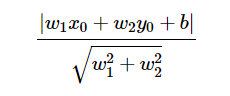 |w₁x₀ + w₂y₀ + b|
√(w₁² + w₂²)